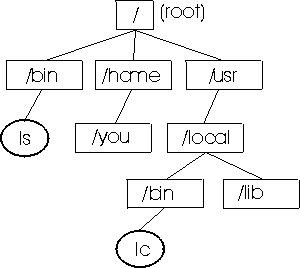 / (root)
/bin /home /usr
ls /you /local
/bin /lib
lc